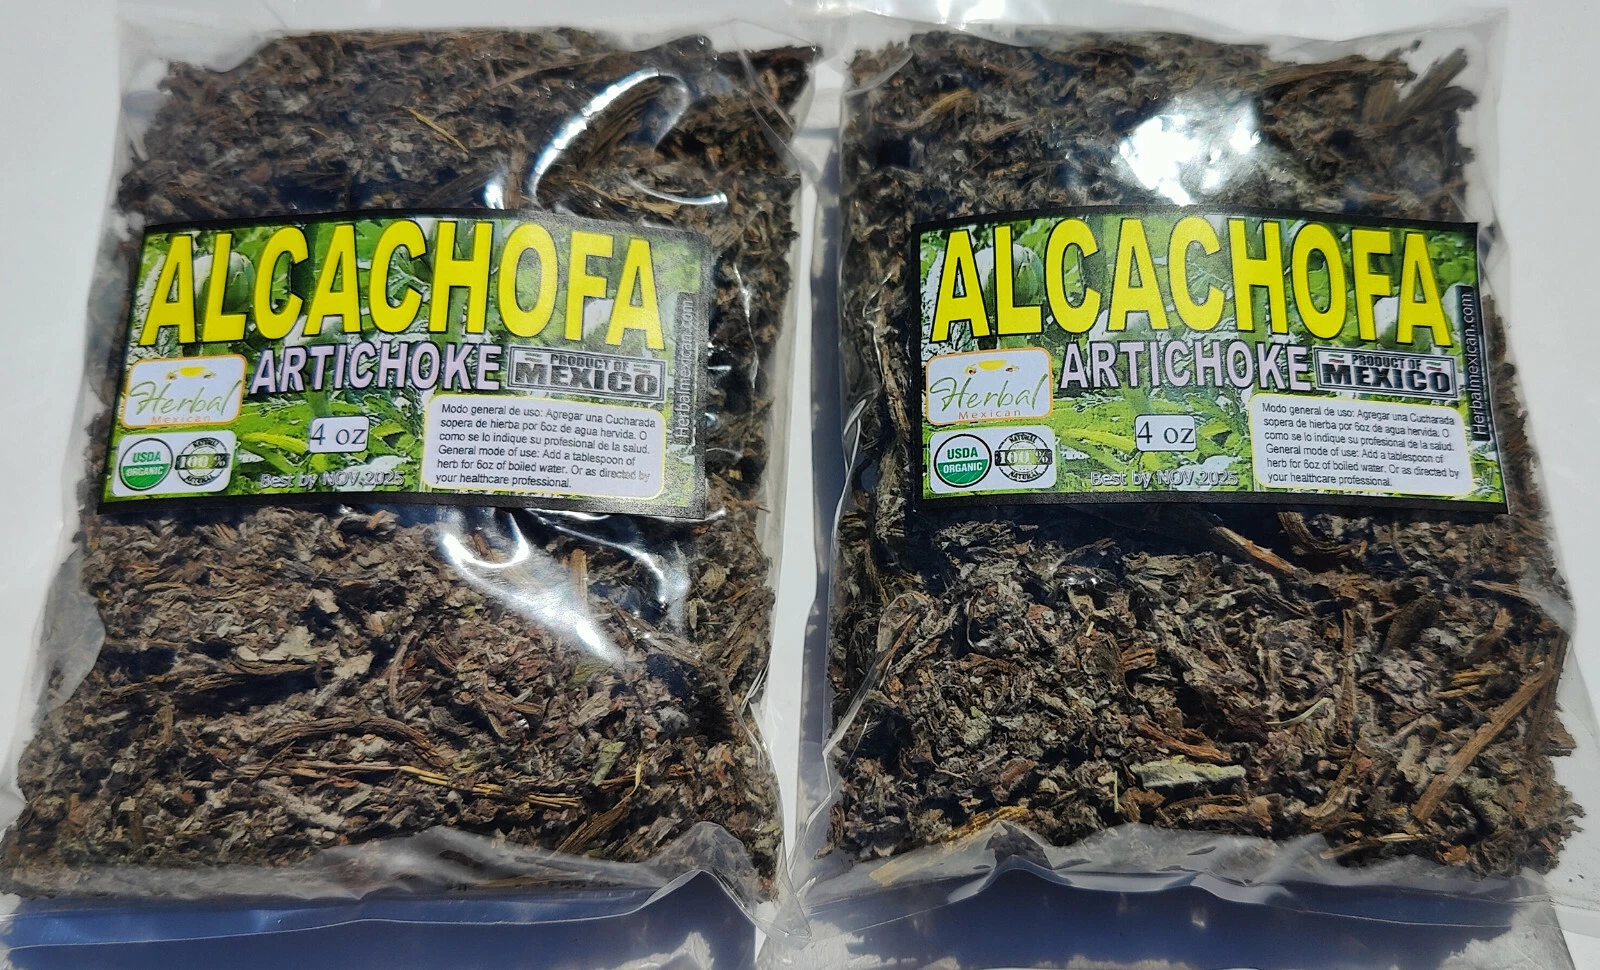 ALCACHOFA
ARTICHOKE
PRODUCT OF
MEXICO
Herbalmexican.com
Herbal
Mexican
USDA
ORGANIC
NATURAL
100 %
NATURAL
4 oz
Best by NOV 2025
Modo general de uso: Agregar una Cucharada
sopera de hierba por 6oz de agua hervida. O
como se lo indique su profesional de la salud.
General mode of use: Add a tablespoon of
herb for 6oz of boiled water. Or as directed by
your healthcare professional.
ALCACHOFA
ARTICHOKE
PRODUCT OF
MEXICO
Herbalmexican.com
Herbal
Mexican
USDA
ORGANIC
NATURAL
100 %
NATURAL
4 oz
Best by NOV 2025
Modo general de uso: Agregar una Cucharada
sopera de hierba por 6oz de agua hervida. O
como se lo indique su profesional de la salud.
General mode of use: Add a tablespoon of
herb for 6oz of boiled water. Or as directed by
your healthcare professional.